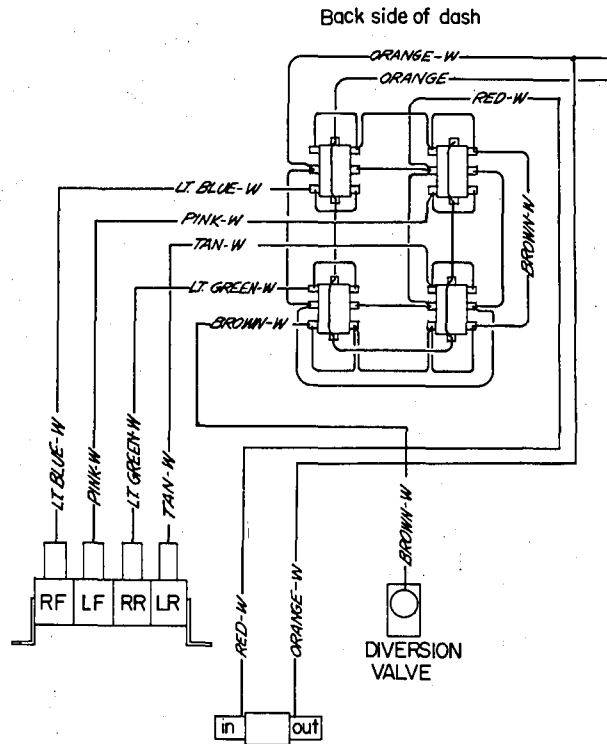 Back side of dash
ORANGE-W
ORANGE
RED-W
LT. BLUE-W
PINK-W
TAN-W
LT. GREEN-W
BROWN-W
BROWN-W
LT BLUE-W
PINK-W
LT GREEN-W
TAN-W
RF LF RR LR
RED-W
ORANGE-W
BROWN-W
DIVERSION
VALVE
in out